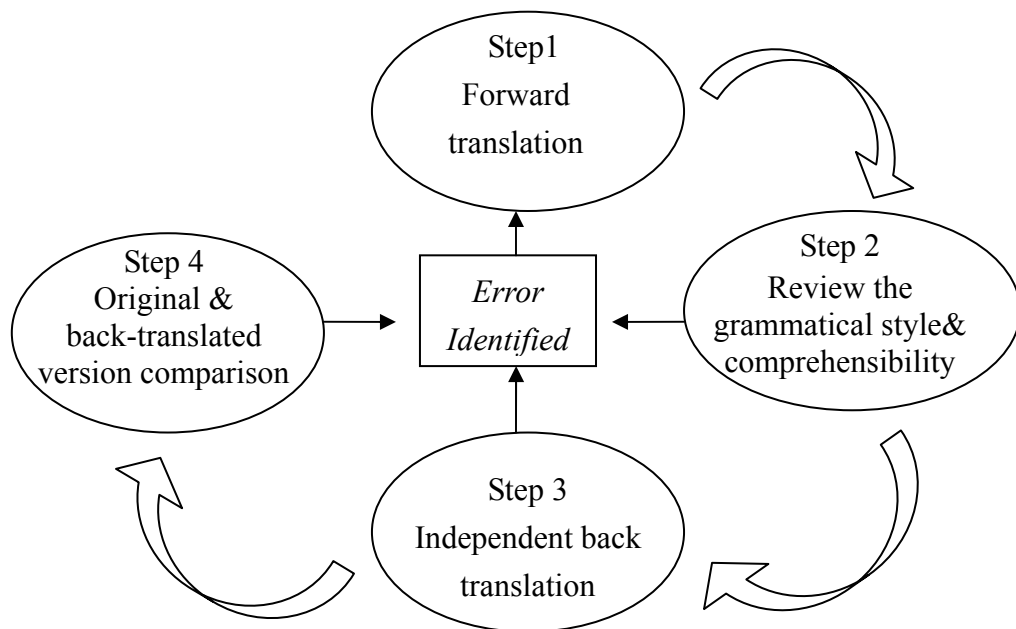 Step1
Forward
translation
Step 2
Review the
grammatical style&
comprehensibility
Step 3
Independent back
translation
Step 4
Original &
back-translated
version comparison
Error
Identified